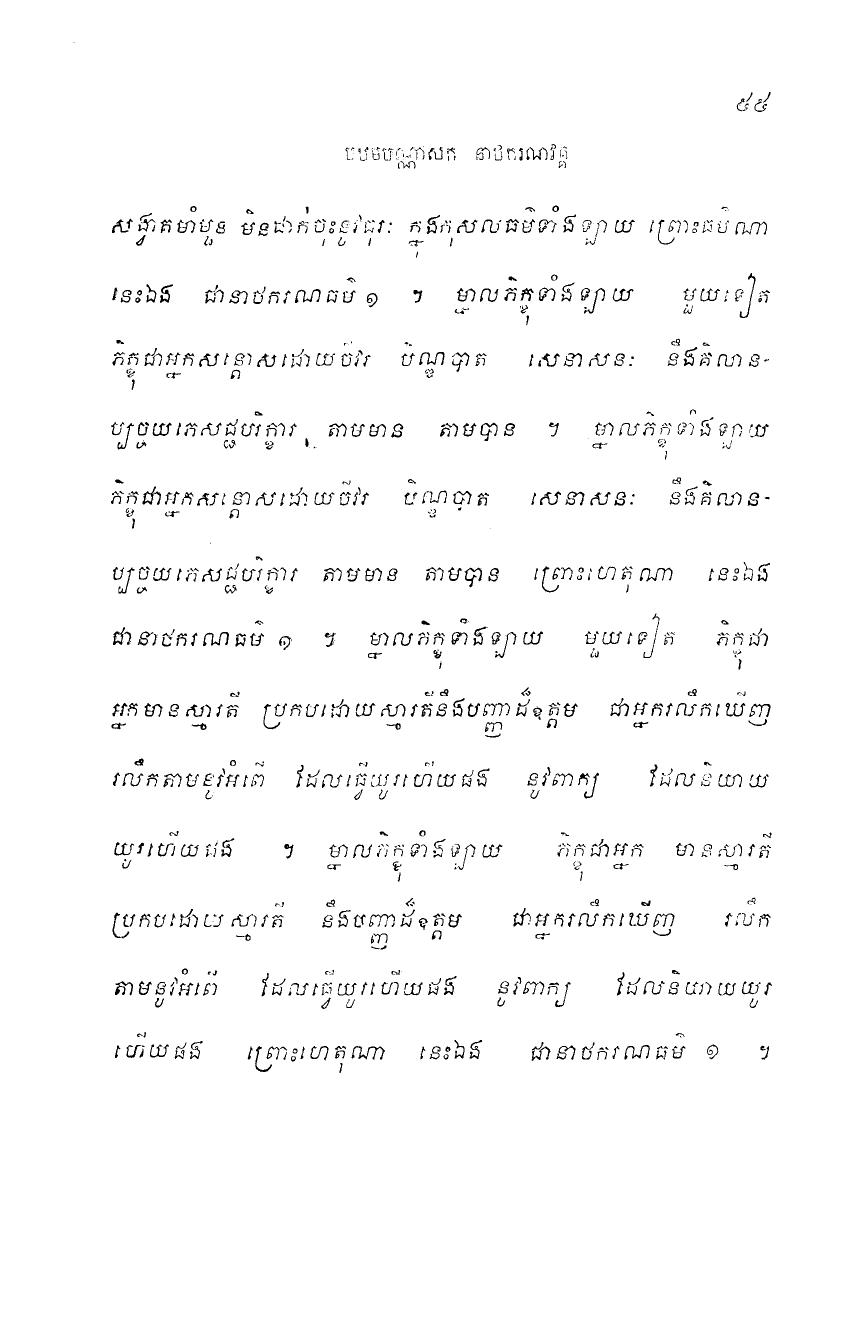 ៥៥
បឋមបណ្ណាសក នាថករណវគ្គ
សង្វាតមាំមួន មិនដាក់ចុះនូវធុរៈ ក្នុងកុសលធម៌ទាំងឡាយ ព្រោះធម៌ណា
នេះឯង ជានាថករណធម៌ ១ ។ ម្នាលភិក្ខុទាំងឡាយ មួយទៀត
ភិក្ខុជាអ្នកសន្តោសដោយចីវរ បិណ្ឌបាត សេនាសនៈ នឹងគិលាន-
ប្បច្ចយភេសជ្ជបរិក្ខារ តាមមាន តាមបាន ។ ម្នាលភិក្ខុទាំងឡាយ
ភិក្ខុជាអ្នកសន្តោសដោយចីវរ បិណ្ឌបាត សេនាសនៈ នឹងគិលាន-
ប្បច្ចយភេសជ្ជបរិក្ខារ តាមមាន តាមបាន ព្រោះហេតុណា នេះឯង
ជានាថករណធម៌ ១ ។ ម្នាលភិក្ខុទាំងឡាយ មួយទៀត ភិក្ខុជា
អ្នកមានស្មារតី ប្រកបដោយស្មារតីនឹងបញ្ញាដ៏ឧត្តម ជាអ្នករលឹកឃើញ
រលឹកតាមនូវអំពើ ដែលធ្វើយូរហើយផង នូវពាក្យ ដែលនិយាយ
យូរហើយផង ។ ម្នាលភិក្ខុទាំងឡាយ ភិក្ខុជាអ្នក មានស្មារតី
ប្រកបដោយស្មារតី នឹងបញ្ញាដ៏ឧត្តម ជាអ្នករលឹកឃើញ រលឹក
តាមនូវអំពើ ដែលធ្វើយូរហើយផង នូវពាក្យ ដែលនិយាយយូរ
ហើយផង ព្រោះហេតុណា នេះឯង ជានាថករណធម៌ ១ ។